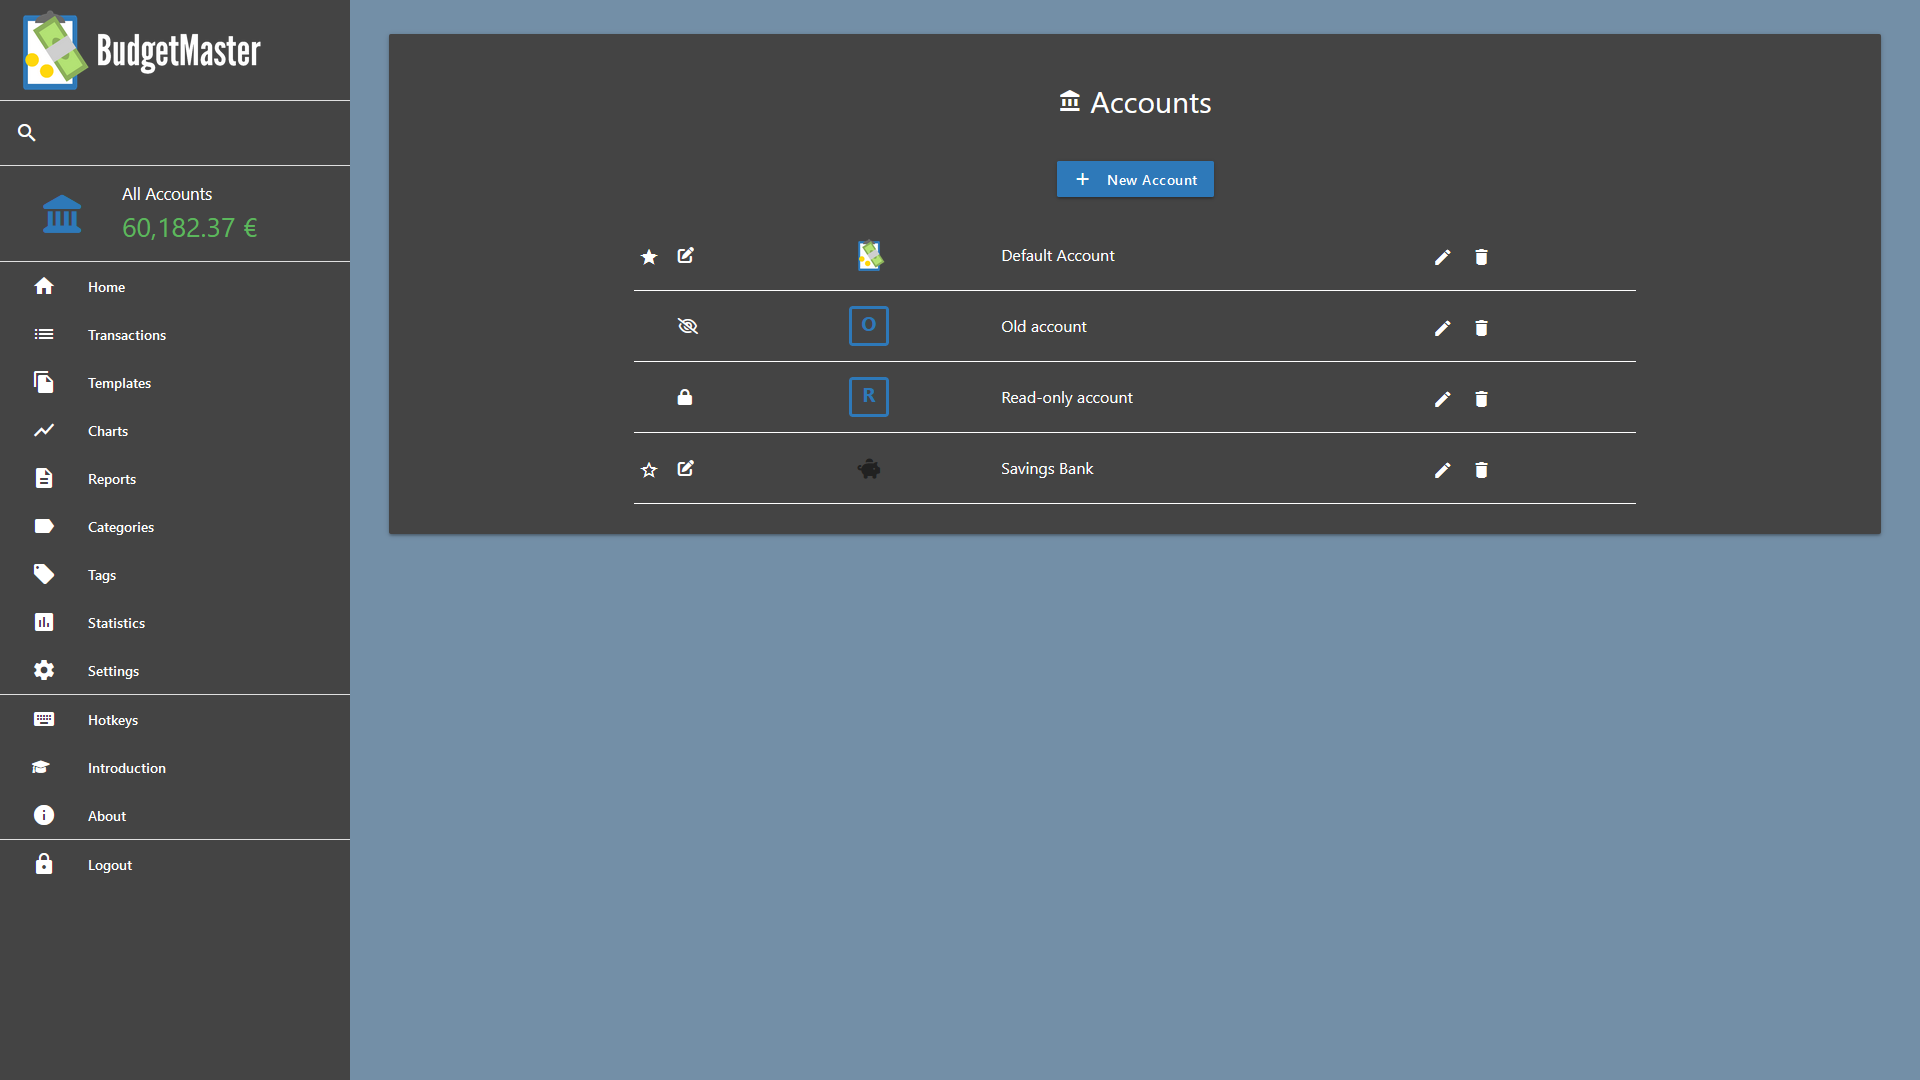 BudgetMaster
All Accounts
60,182.37 €
Home
Transactions
Templates
Charts
Reports
Categories
Tags
Statistics
Settings
Hotkeys
Introduction
About
Logout
Accounts
New Account
Default Account
O Old account
R Read-only account
Savings Bank